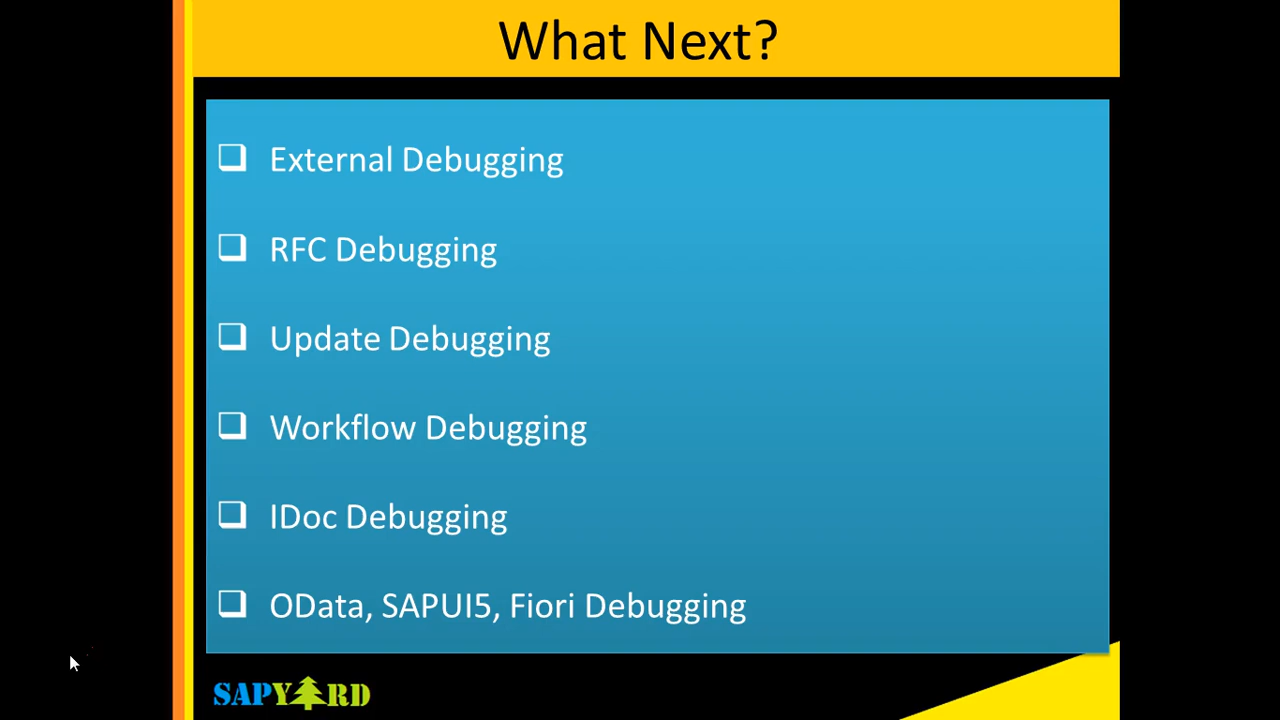 What Next?
External Debugging
RFC Debugging
Update Debugging
Workflow Debugging
IDoc Debugging
OData, SAPUI5, Fiori Debugging
SAPYARD